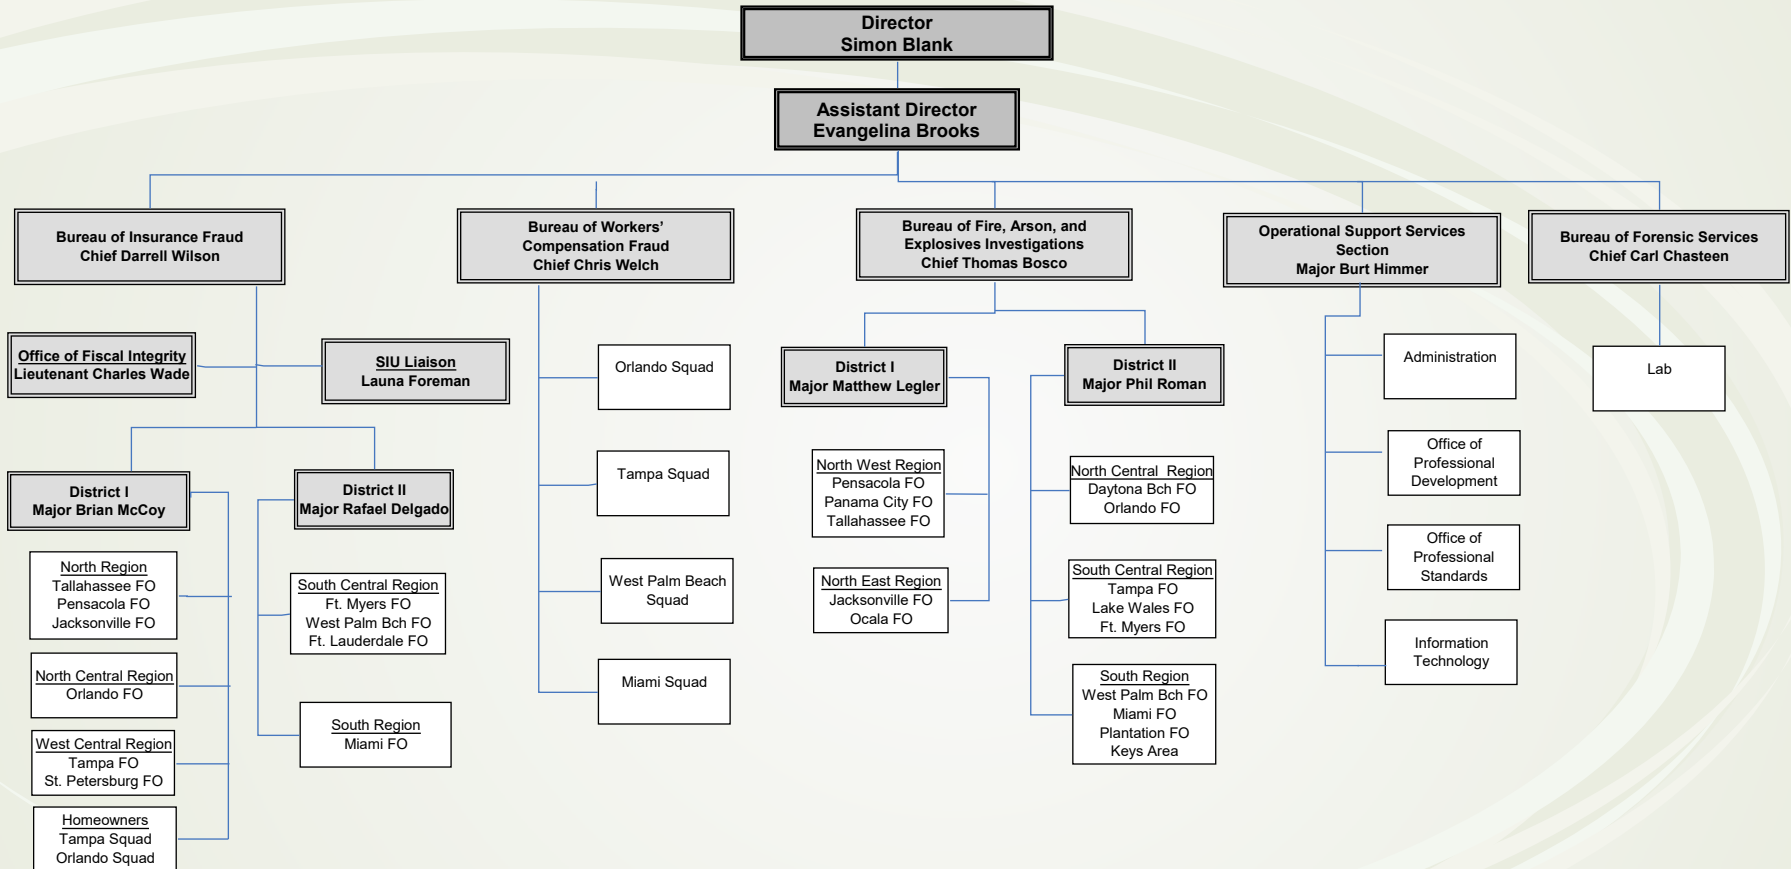 Director
Simon Blank
Assistant Director
Evangelina Brooks
Bureau of Insurance Fraud
Chief Darrell Wilson
Office of Fiscal Integrity
Lieutenant Charles Wade
SIU Liaison
Launa Foreman
District I
Major Brian McCoy
North Region
Tallahassee FO
Pensacola FO
Jacksonville FO
North Central Region
Orlando FO
West Central Region
Tampa FO
St. Petersburg FO
Homeowners
Tampa Squad
Orlando Squad
District II
Major Rafael Delgado
South Central Region
Ft. Myers FO
West Palm Bch FO
Ft. Lauderdale FO
South Region
Miami FO
Bureau of Workers’
Compensation Fraud
Chief Chris Welch
Orlando Squad
Tampa Squad
West Palm Beach
Squad
Miami Squad
Bureau of Fire, Arson, and
Explosives Investigations
Chief Thomas Bosco
District I
Major Matthew Legler
North West Region
Pensacola FO
Panama City FO
Tallahassee FO
North East Region
Jacksonville FO
Ocala FO
District II
Major Phil Roman
North Central  Region
Daytona Bch FO
Orlando FO
South Central Region
Tampa FO
Lake Wales FO
Ft. Myers FO
South Region
West Palm Bch FO
Miami FO
Plantation FO
Keys Area
Operational Support Services
Section
Major Burt Himmer
Administration
Office of
Professional
Development
Office of
Professional
Standards
Information
Technology
Bureau of Forensic Services
Chief Carl Chasteen
Lab